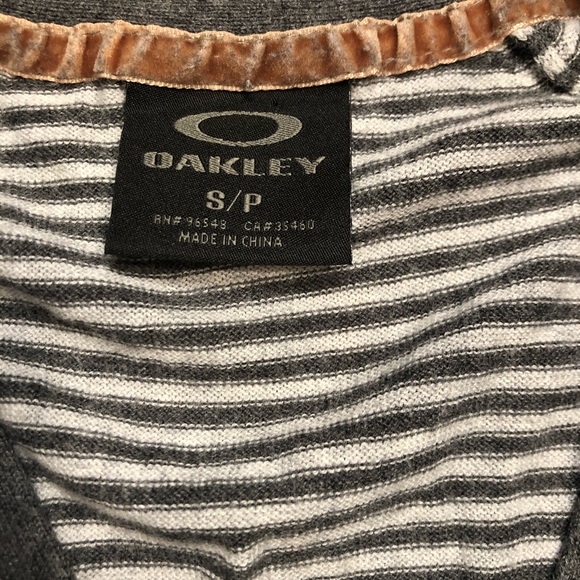 OAKLEY
S/P
RN# 96548 CA# 35460
MADE IN CHINA